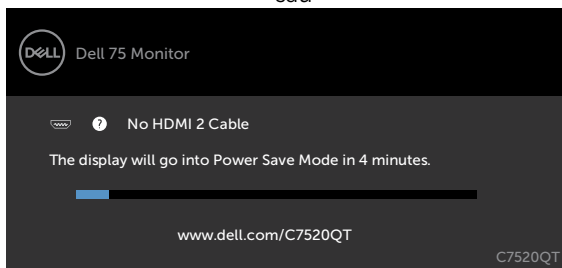 sau
DELL
Dell 75 Monitor
? No HDMI 2 Cable
The display will go into Power Save Mode in 4 minutes.
www.dell.com/C7520QT
C7520QT